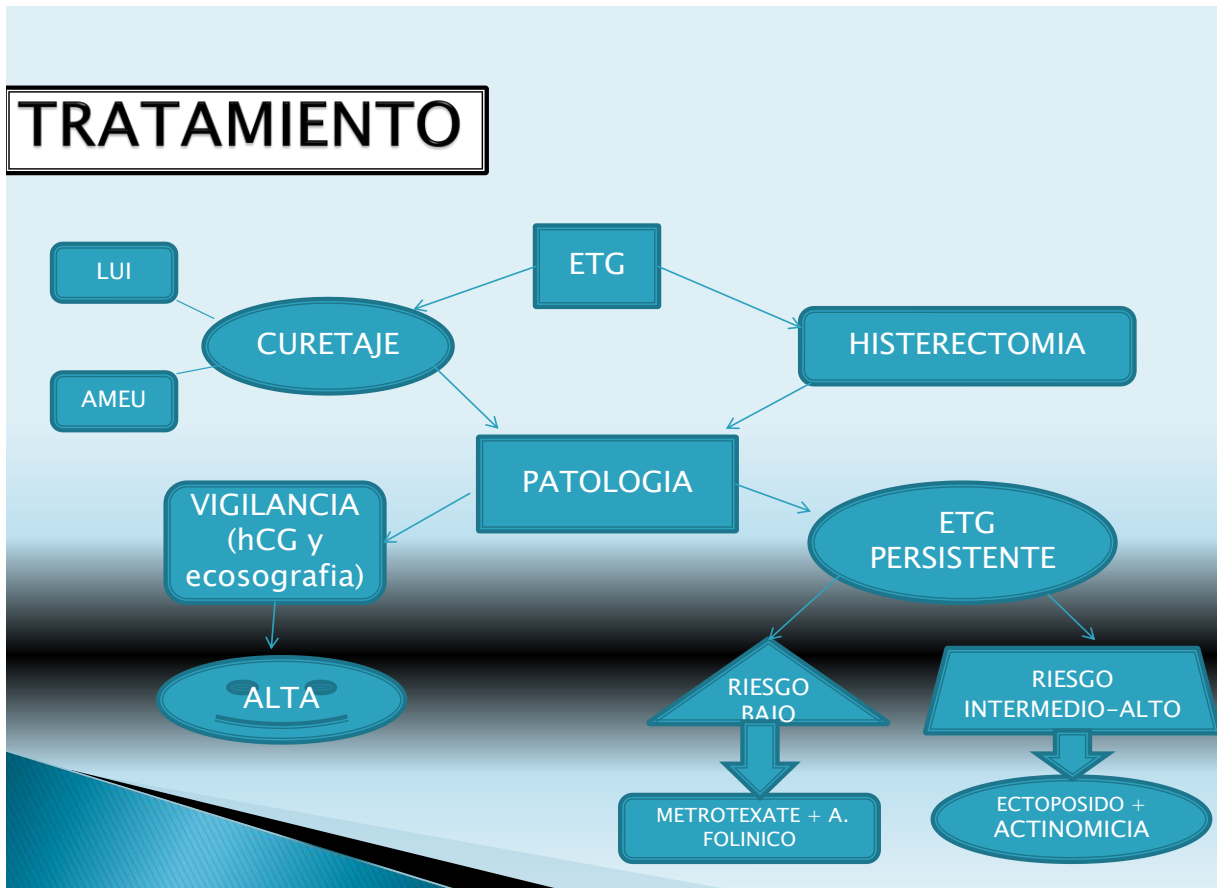 TRATAMIENTO
ETG
LUI
CURETAJE
HISTERECTOMIA
AMEU
PATOLOGIA
VIGILANCIA
(hCG y
ecosografia)
ETG
PERSISTENTE
ALTA
RIESGO
BAJO
RIESGO
INTERMEDIO-ALTO
METROTEXATE + A.
FOLINICO
ECTOPOSIDO +
ACTINOMICIA